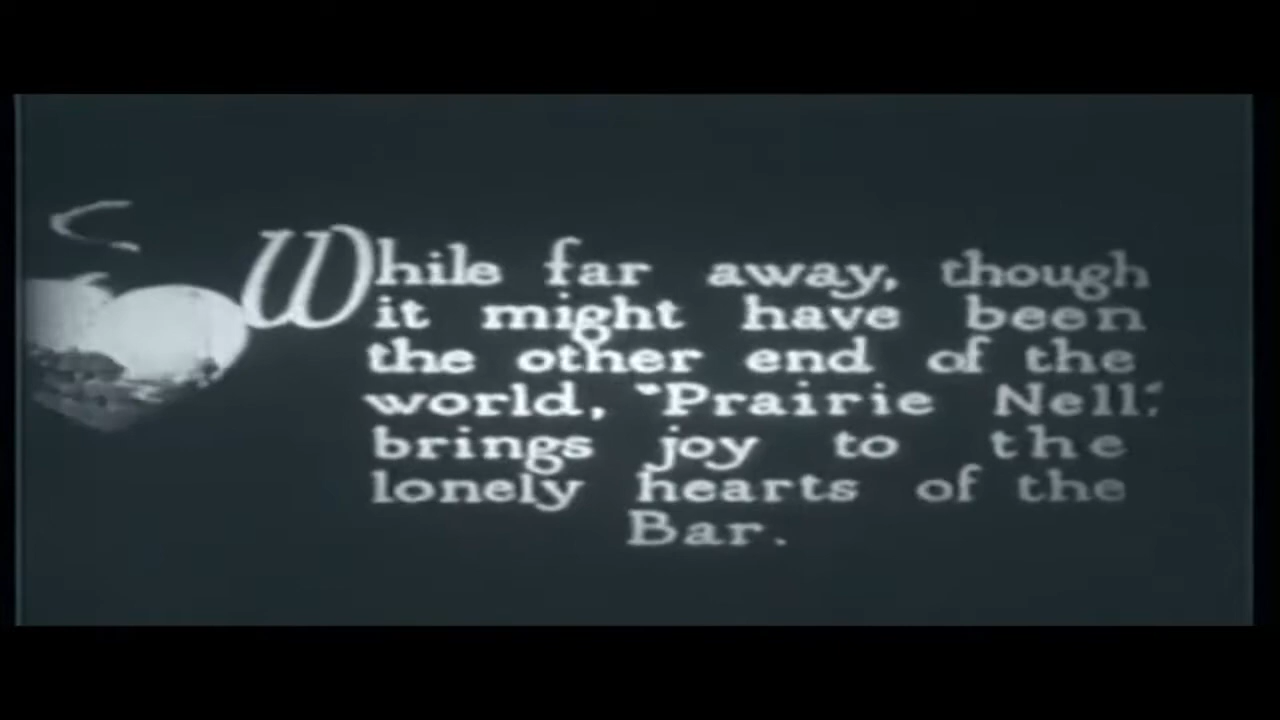 While far away, though
it might have been
the other end of the
world, "Prairie Nell,"
brings joy to the
lonely hearts of the
Bar.